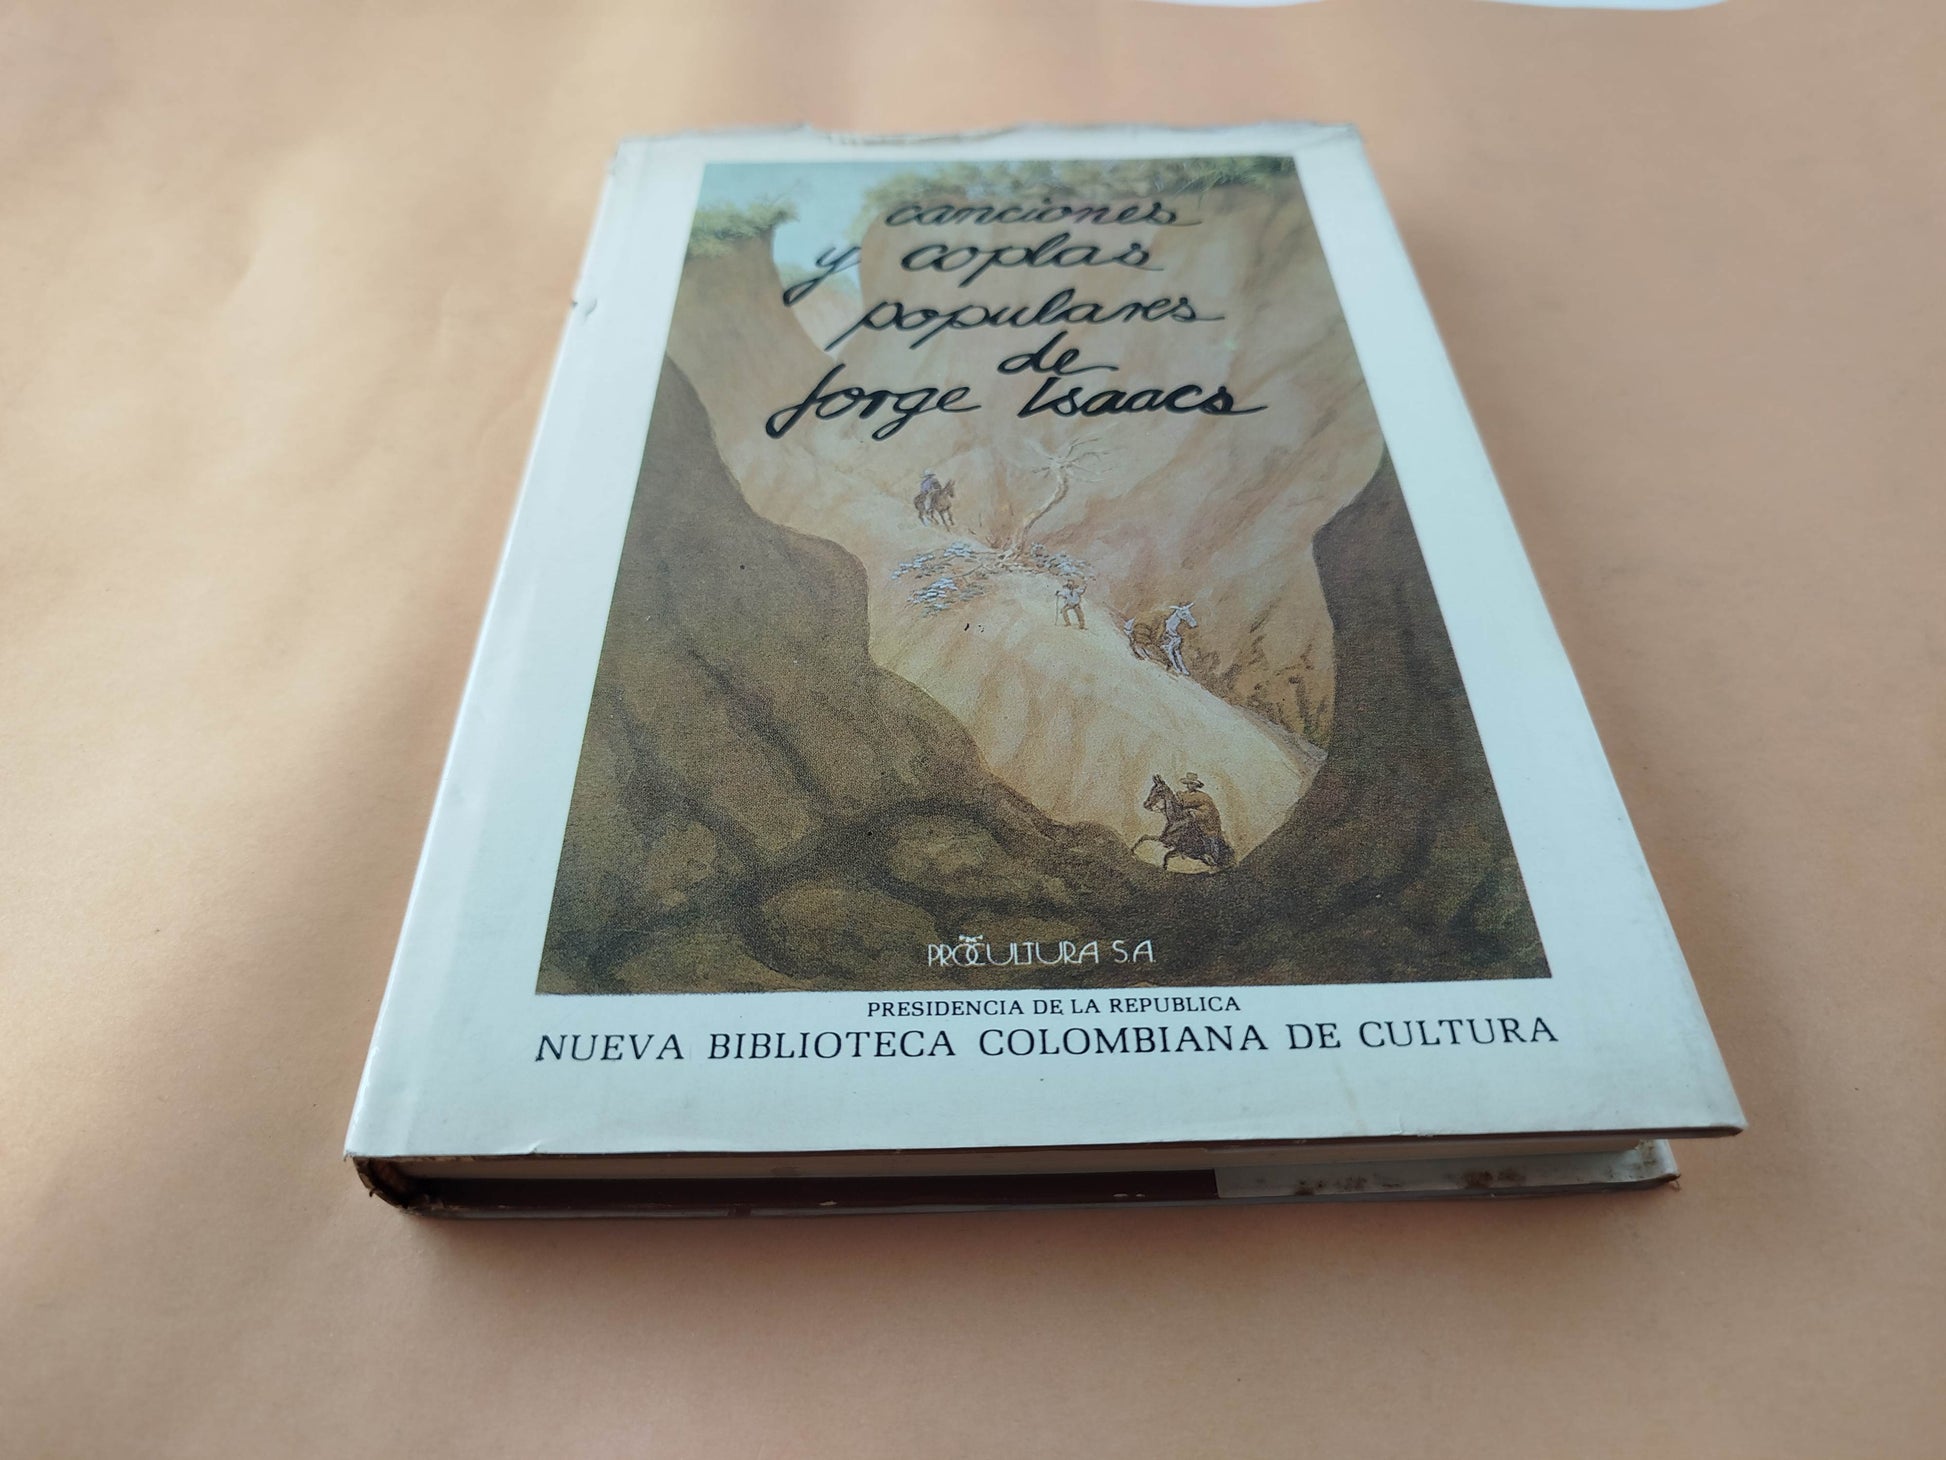 canciones
y coplas
populares
de
Jorge Isaacs
PROCULTURA S.A.
PRESIDENCIA DE LA REPUBLICA
NUEVA BIBLIOTECA COLOMBIANA DE CULTURA